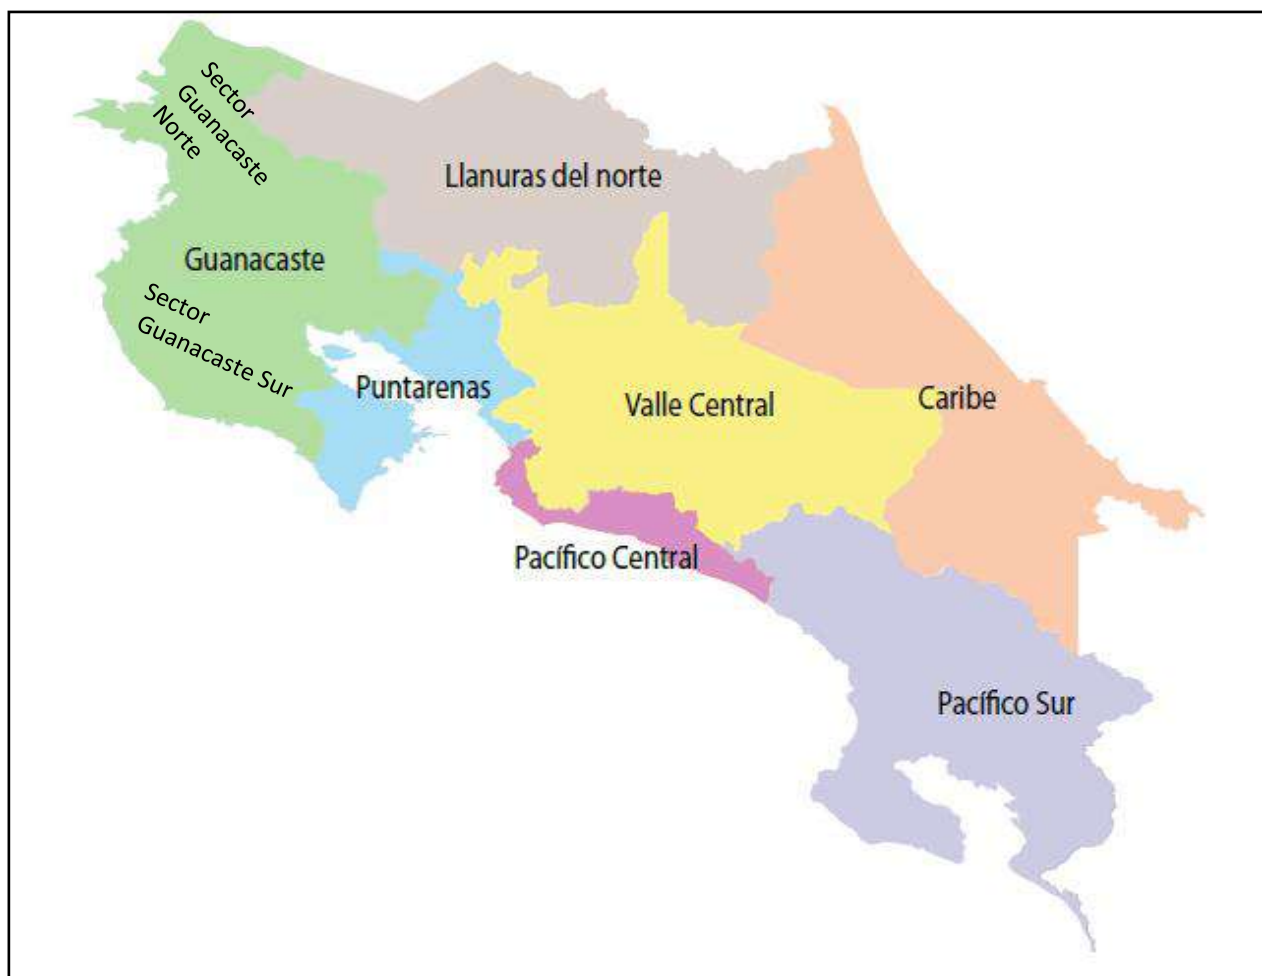 Sector
Guanacaste
Norte
Llanuras del norte
Guanacaste
Sector
Guanacaste Sur
Puntarenas
Valle Central
Caribe
Pacífico Central
Pacífico Sur